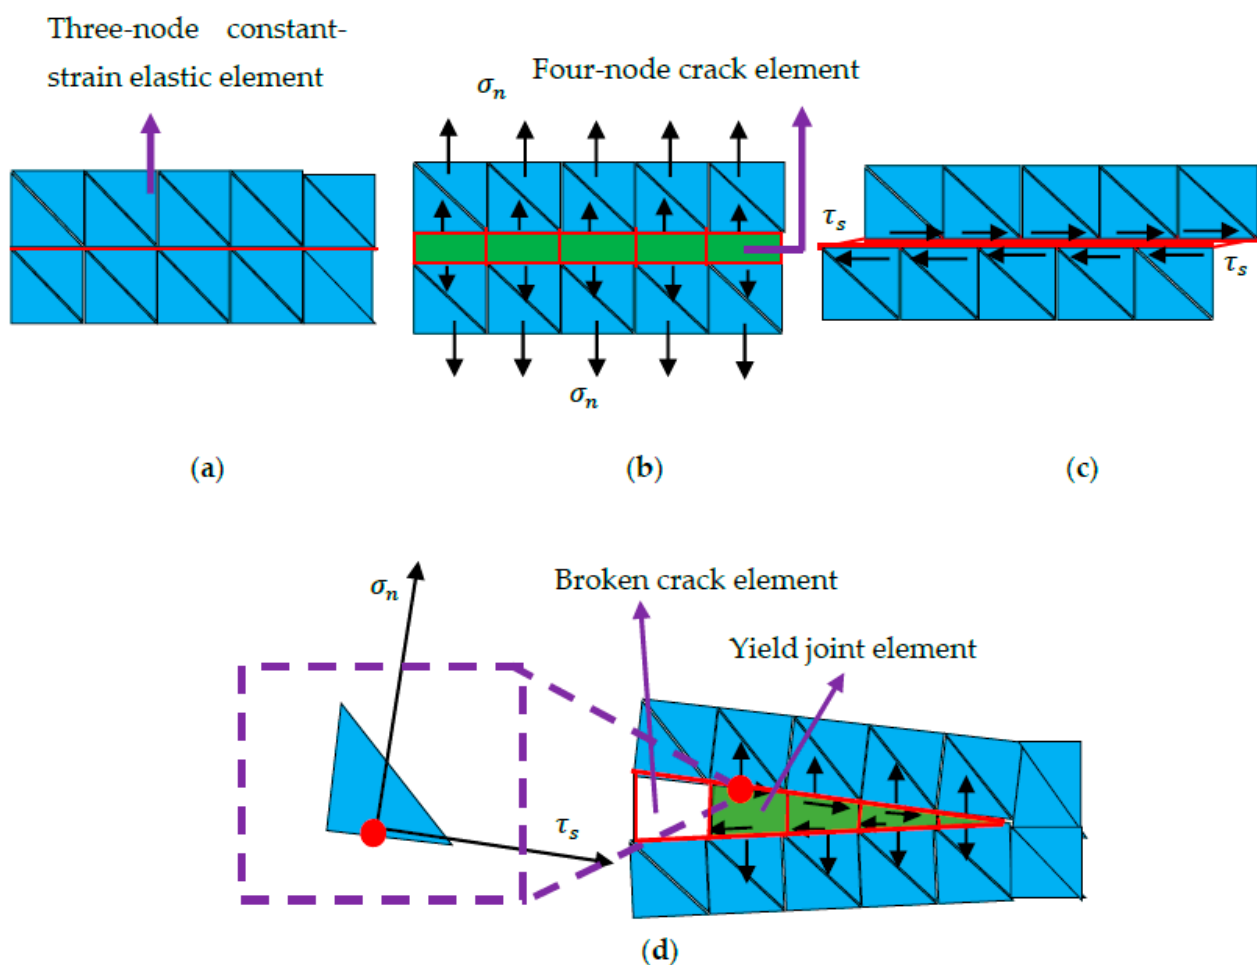 Three-node constant-
strain elastic element
Four-node crack element
σₙ
τₛ
τₛ
σₙ
(a)
(b)
(c)
Broken crack element
σₙ
Yield joint element
τₛ
(d)